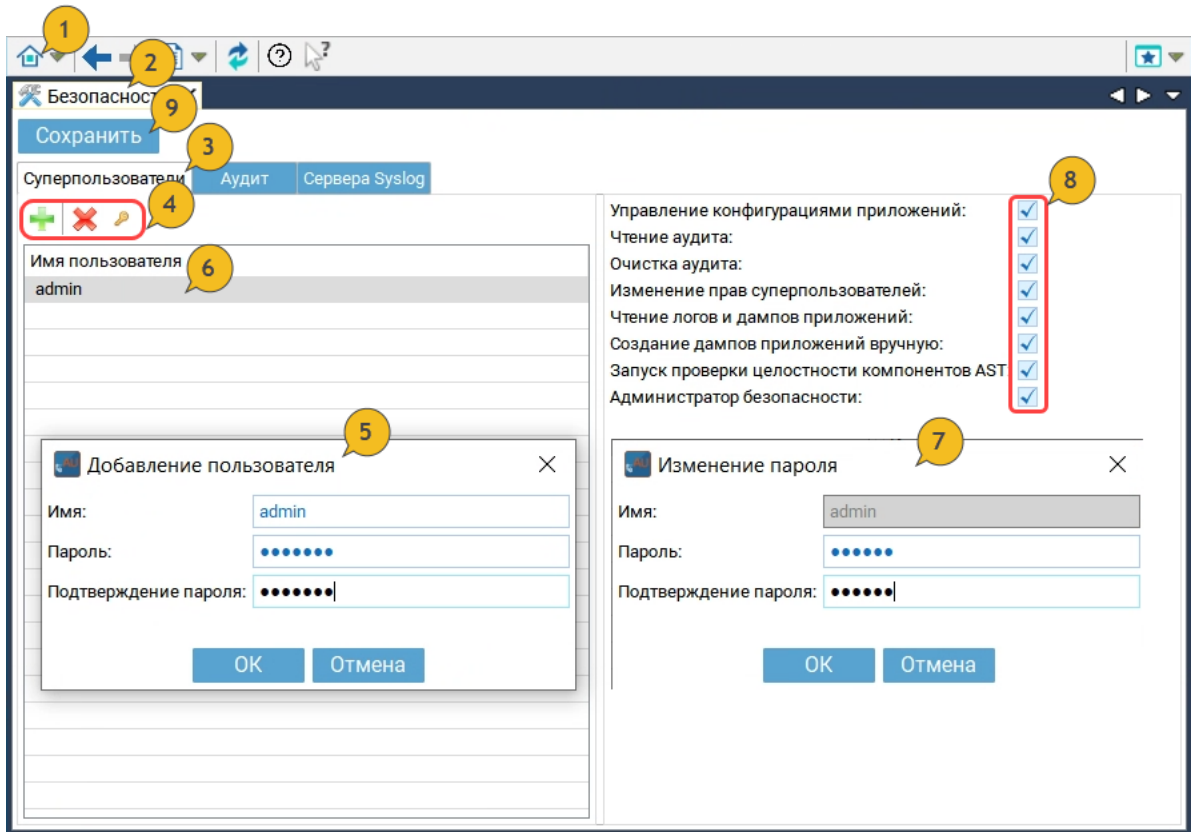 1
2
Безопасност
9
Сохранить
3
Суперпользователи Аудит Сервера Syslog
4
8
Имя пользователя
6
admin
Управление конфигурациями приложений:
Чтение аудита:
Очистка аудита:
Изменение прав суперпользователей:
Чтение логов и дампов приложений:
Создание дампов приложений вручную:
Запуск проверки целостности компонентов AST
Администратор безопасности:
5
Добавление пользователя
Имя: admin
Пароль: •••••••
Подтверждение пароля: •••••••
ОК Отмена
7
Изменение пароля
Имя: admin
Пароль: ••••••
Подтверждение пароля: ••••••
ОК Отмена